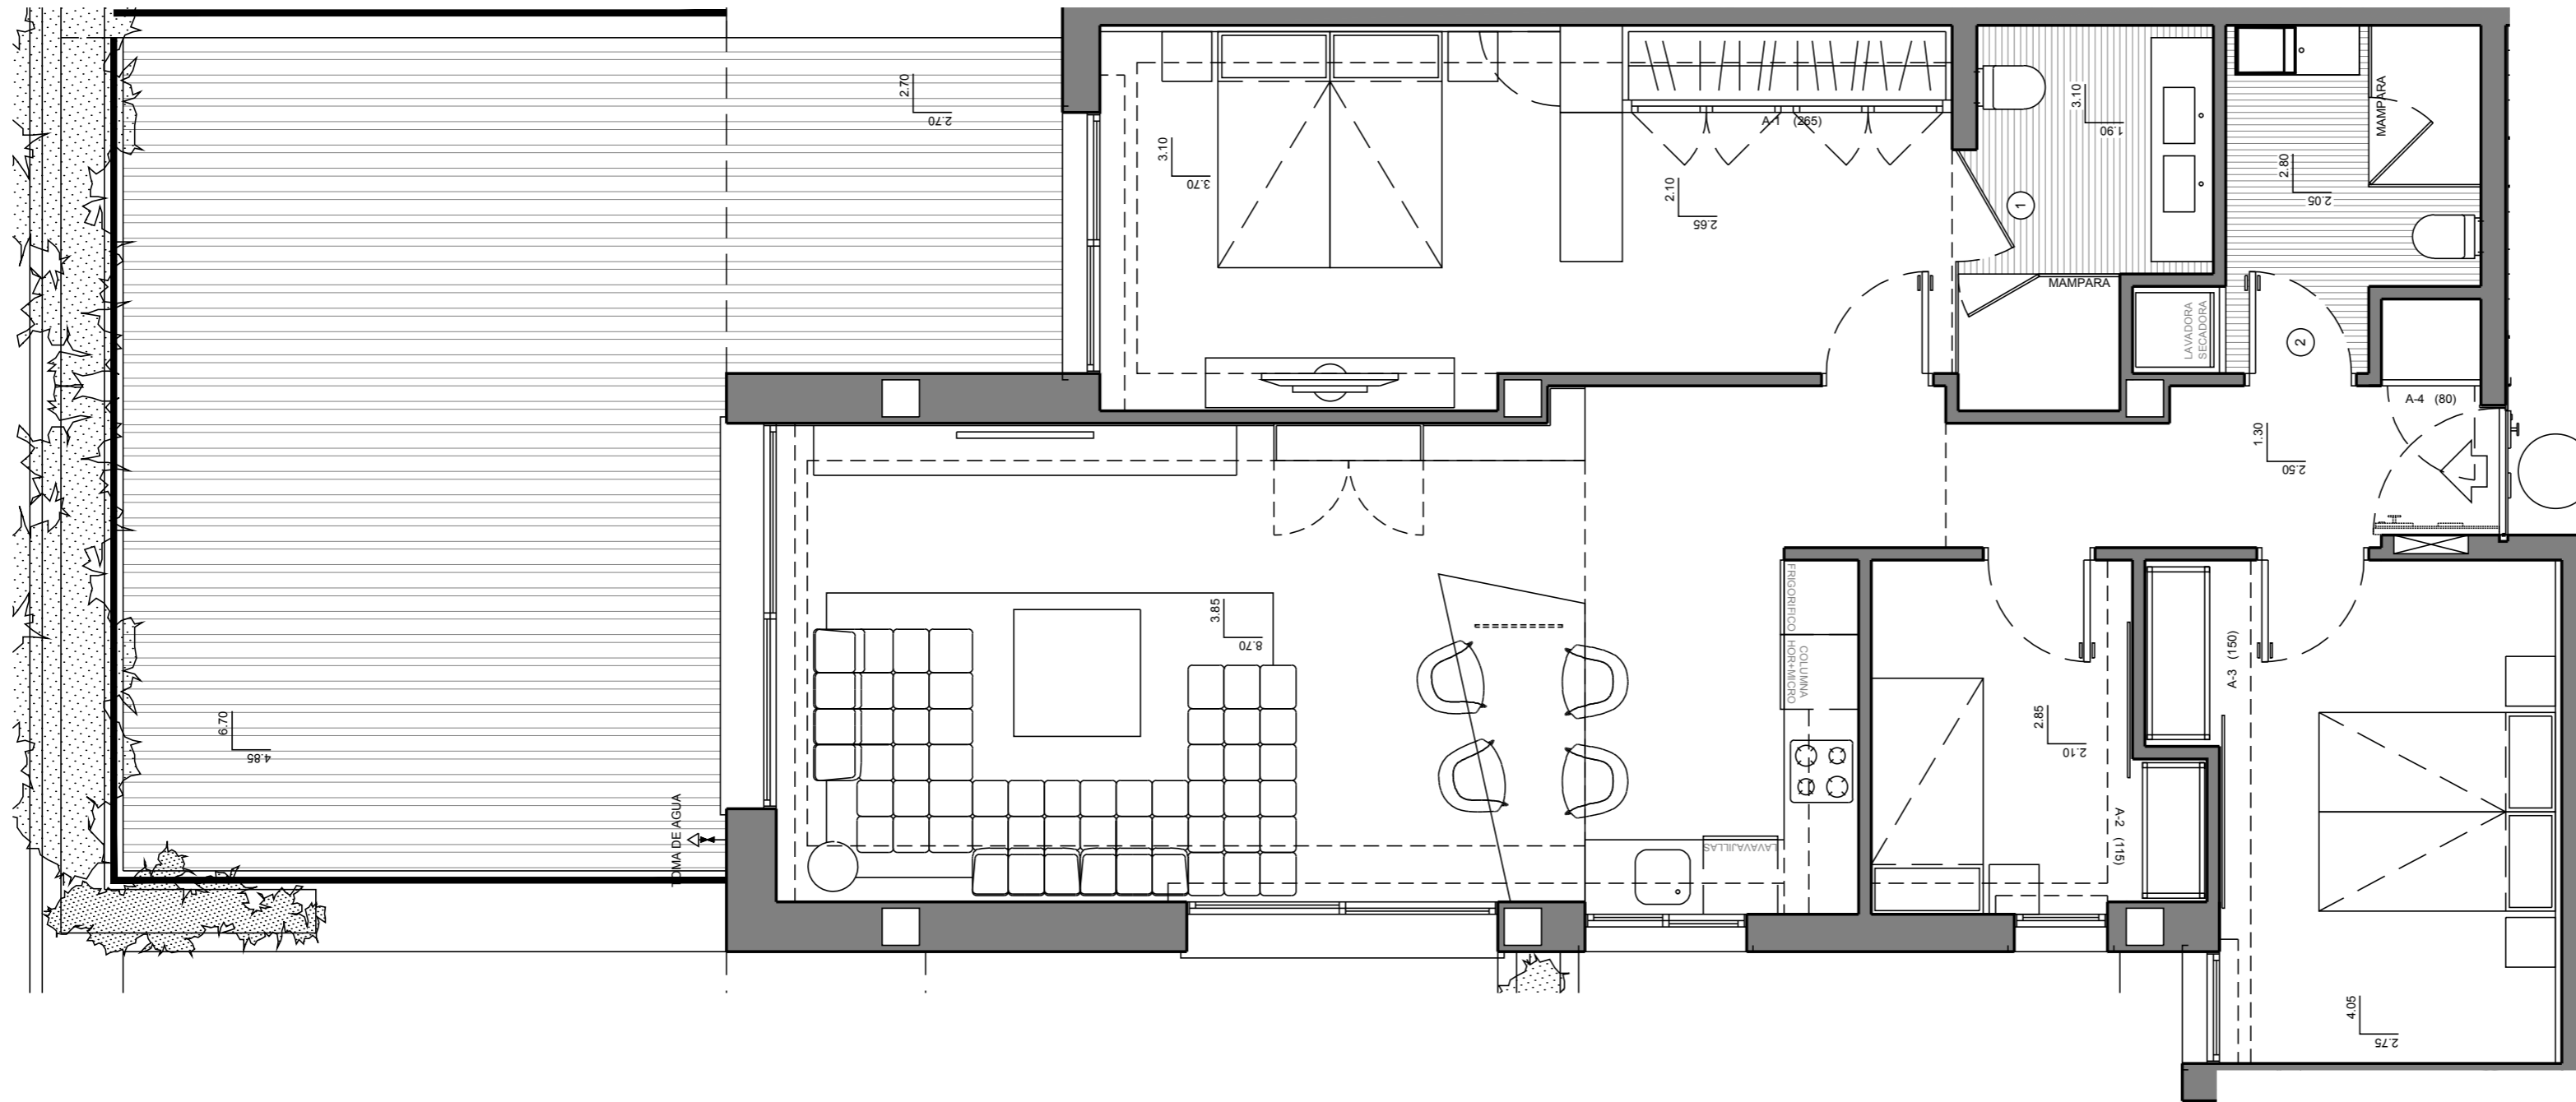 2.70
2.70
3.10
3.70
A-1 (265)
2.10
2.65
3.10
1.90
1
MAMPARA
MAMPARA
2.80
2.05
LAVADORA
SECADORA
2
A-4 (80)
1.30
2.50
6.70
4.85
TOMA DE AGUA
3.85
8.70
FRIGORIFICO
COLUMNA
HOR+MICRO
LAVAVAJILLAS
2.85
2.10
A-2 (115)
A-3 (150)
4.05
2.75